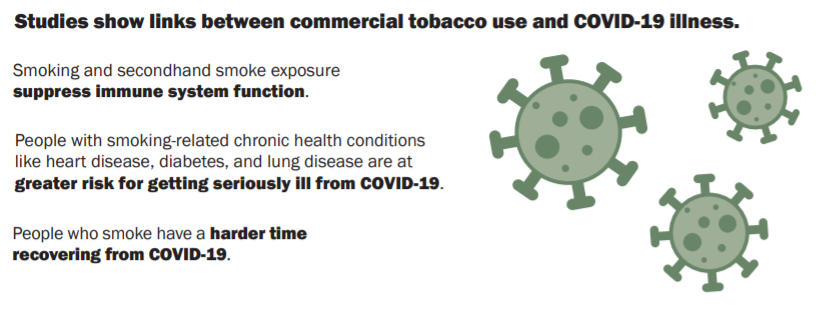 Studies show links between commercial tobacco use and COVID-19 illness.
Smoking and secondhand smoke exposure
suppress immune system function.
People with smoking-related chronic health conditions
like heart disease, diabetes, and lung disease are at
greater risk for getting seriously ill from COVID-19.
People who smoke have a harder time
recovering from COVID-19.